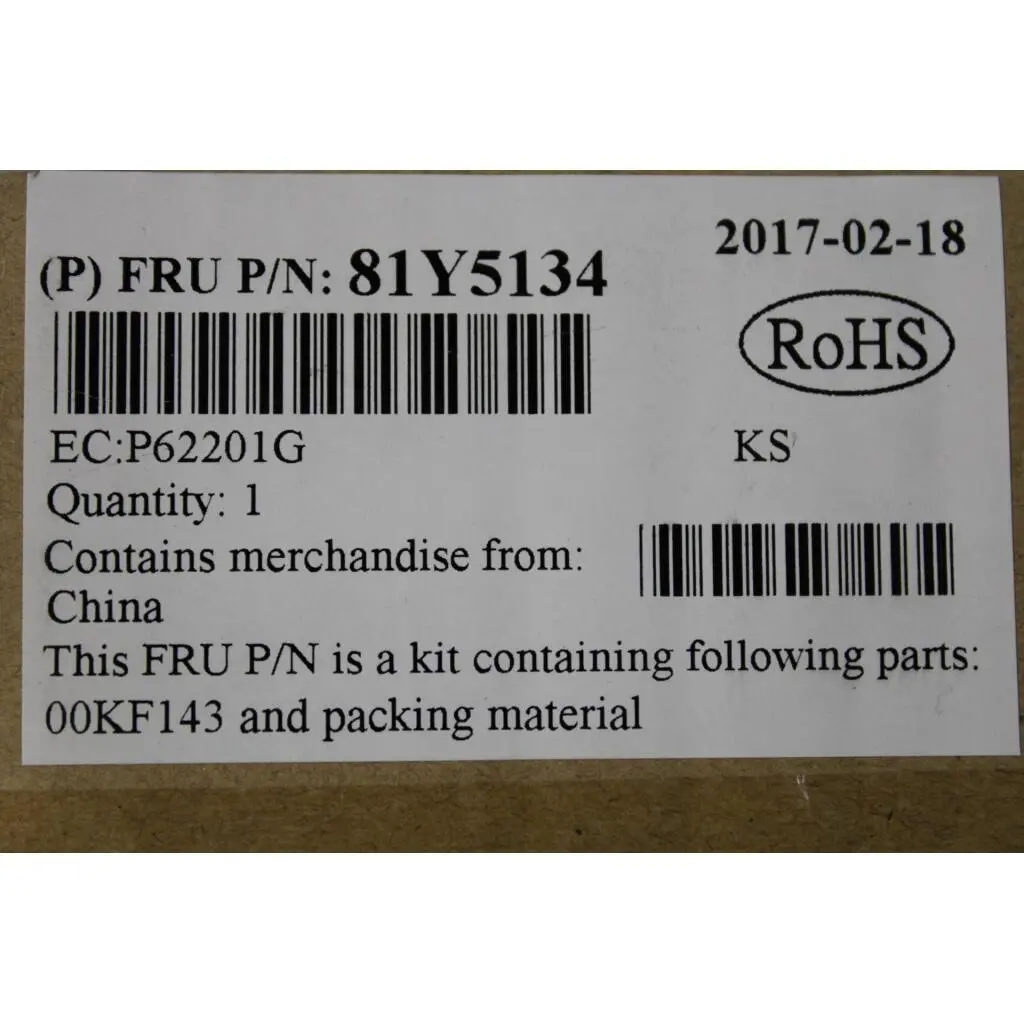 2017-02-18
(P) FRU P/N: 81Y5134
RoHS
EC:P62201G
KS
Quantity: 1
Contains merchandise from:
China
This FRU P/N is a kit containing following parts:
00KF143 and packing material